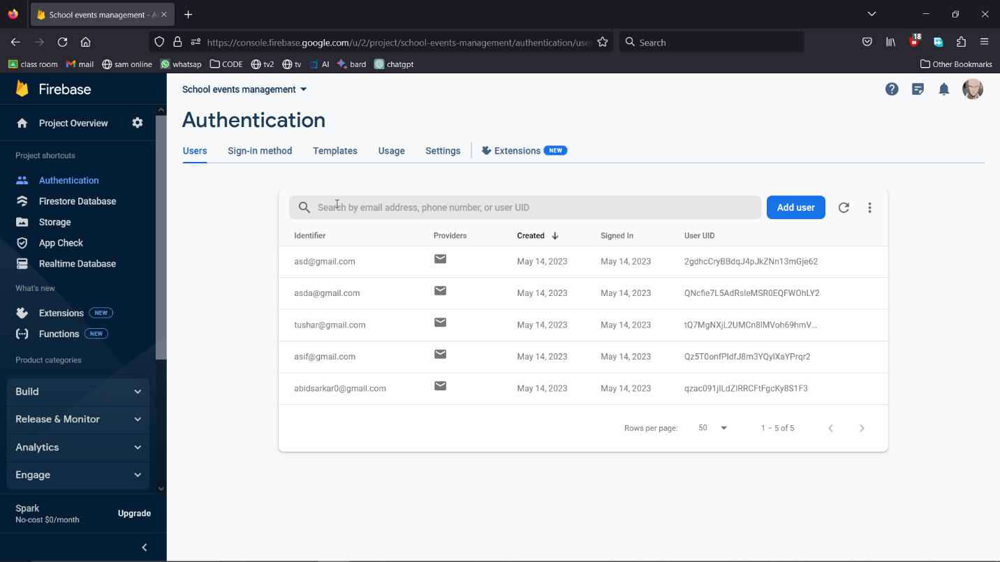 School events management - Au
https://console.firebase.google.com/u/2/project/school-events-management/authentication/use
Search
18
class room
mail
sam online
whatsap
CODE
tv2
tv
AI
bard
chatgpt
Other Bookmarks
Firebase
Project Overview
Project shortcuts
Authentication
Firestore Database
Storage
App Check
Realtime Database
What's new
Extensions NEW
Functions NEW
Product categories
Build
Release & Monitor
Analytics
Engage
Spark
No-cost $0/month
Upgrade
School events management
Authentication
Users Sign-in method Templates Usage Settings Extensions NEW
Search by email address, phone number, or user UID
Add user
Identifier Providers Created Signed In User UID
asd@gmail.com May 14, 2023 May 14, 2023 2gdhcCryBBdqJ4pJkZNn13mGje62
asda@gmail.com May 14, 2023 May 14, 2023 QNcfie7L5AdRsleMSR0EQFWOhLY2
tushar@gmail.com May 14, 2023 May 14, 2023 tQ7MgNXjL2UMCn8IMVoh69hmV...
asif@gmail.com May 14, 2023 May 14, 2023 Qz5T0onfPldfJ8m3YQylXaYPrqr2
abidsarkar0@gmail.com May 14, 2023 May 14, 2023 qzac091jlLdZIRRCFtFgcKy8S1F3
Rows per page: 50 1 – 5 of 5